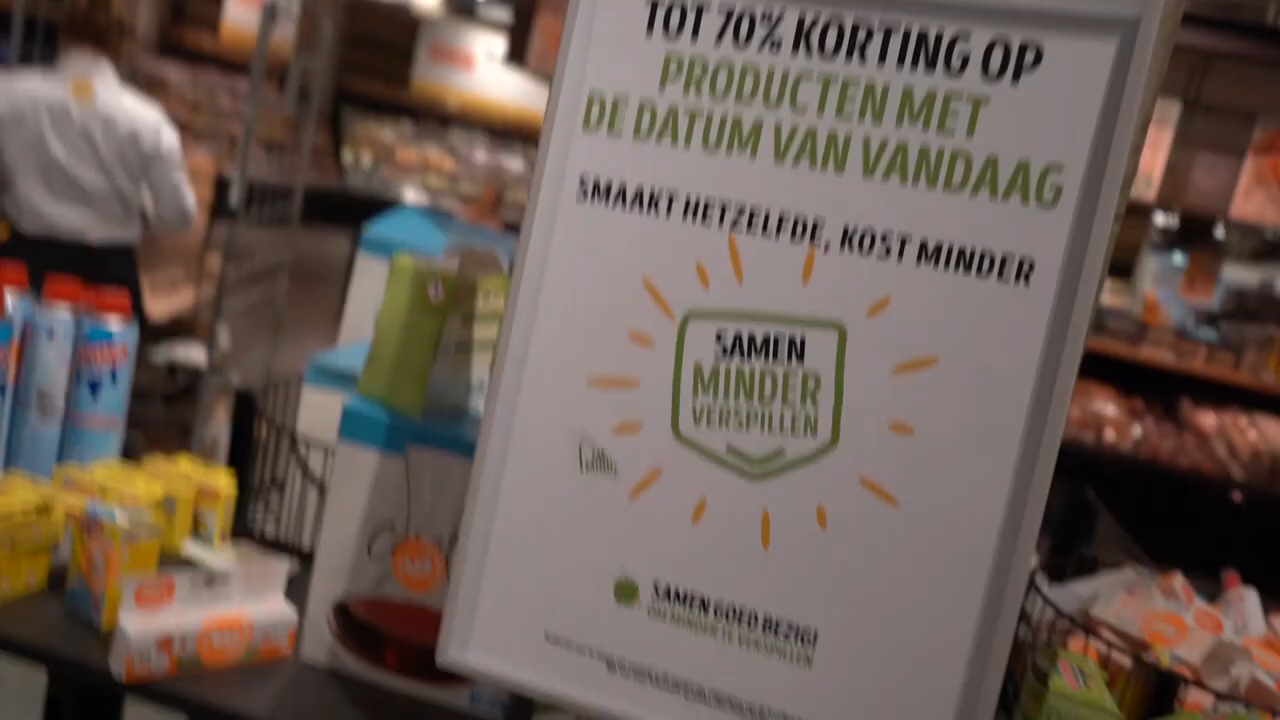 TOT 70% KORTING OP
PRODUCTEN MET
DE DATUM VAN VANDAAG
SMAAKT HETZELFDE, KOST MINDER
SAMEN
MINDER
VERSPILLEN
SAMEN GOED BEZIG!
OM MINDER TE VERSPILLEN